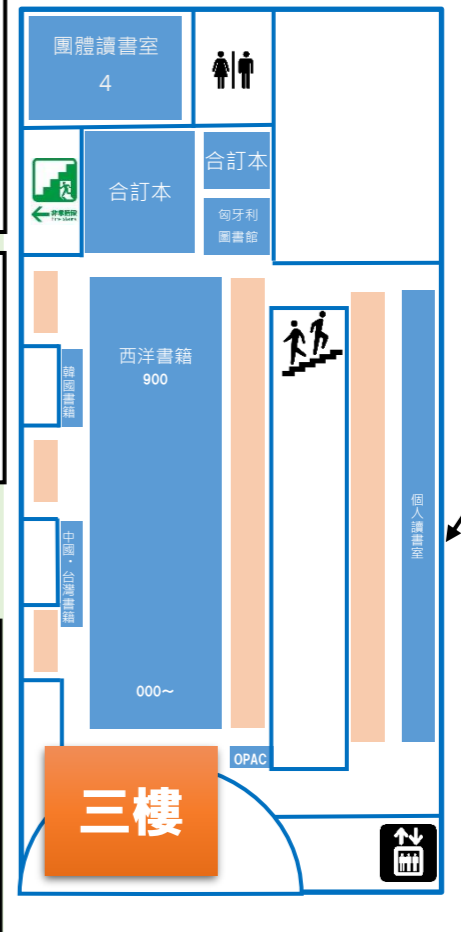 團體讀書室
4
合訂本
合訂本
匈牙利
圖書館
西洋書籍
900
韓國書籍
中國・台灣書籍
個人讀書室
000～
OPAC
三樓